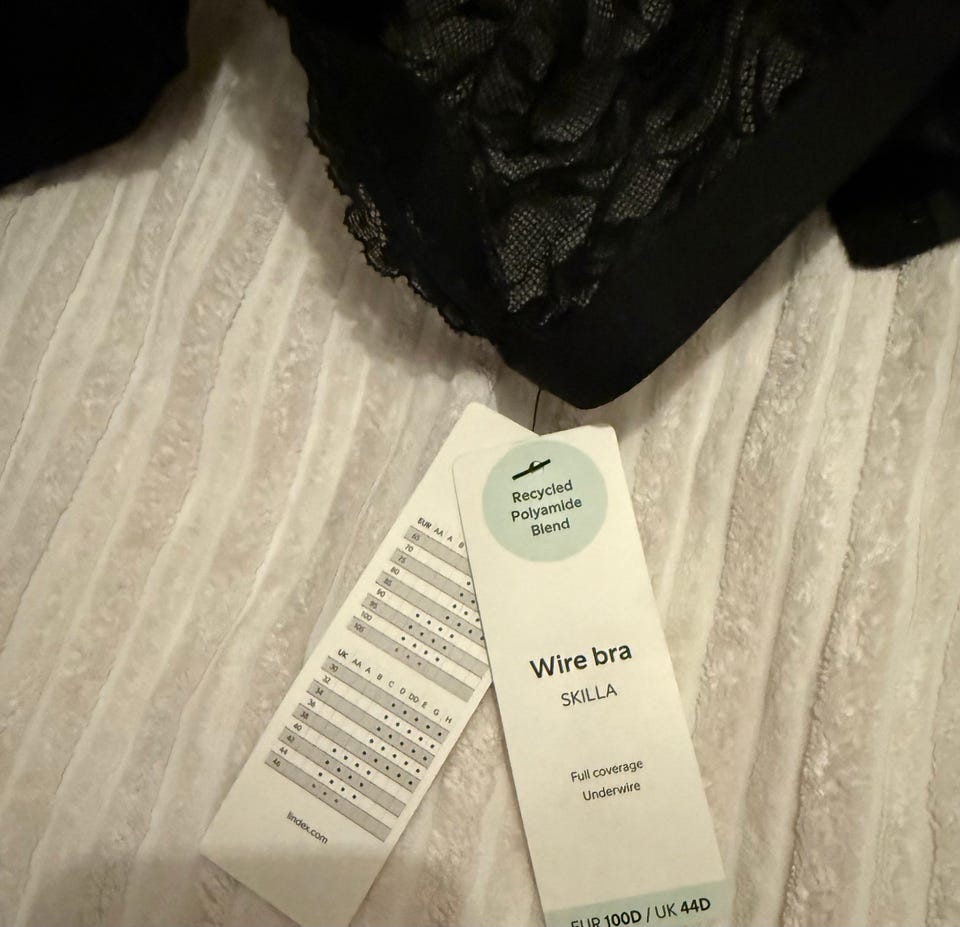 EUR AA A B
65
70
75
80
85
90
95
100
105
UK AA A B C D DD E G H
30
32
34
36
38
40
42
44
46
lindex.com
Recycled
Polyamide
Blend
Wire bra
SKILLA
Full coverage
Underwire
EUR 100D / UK 44D